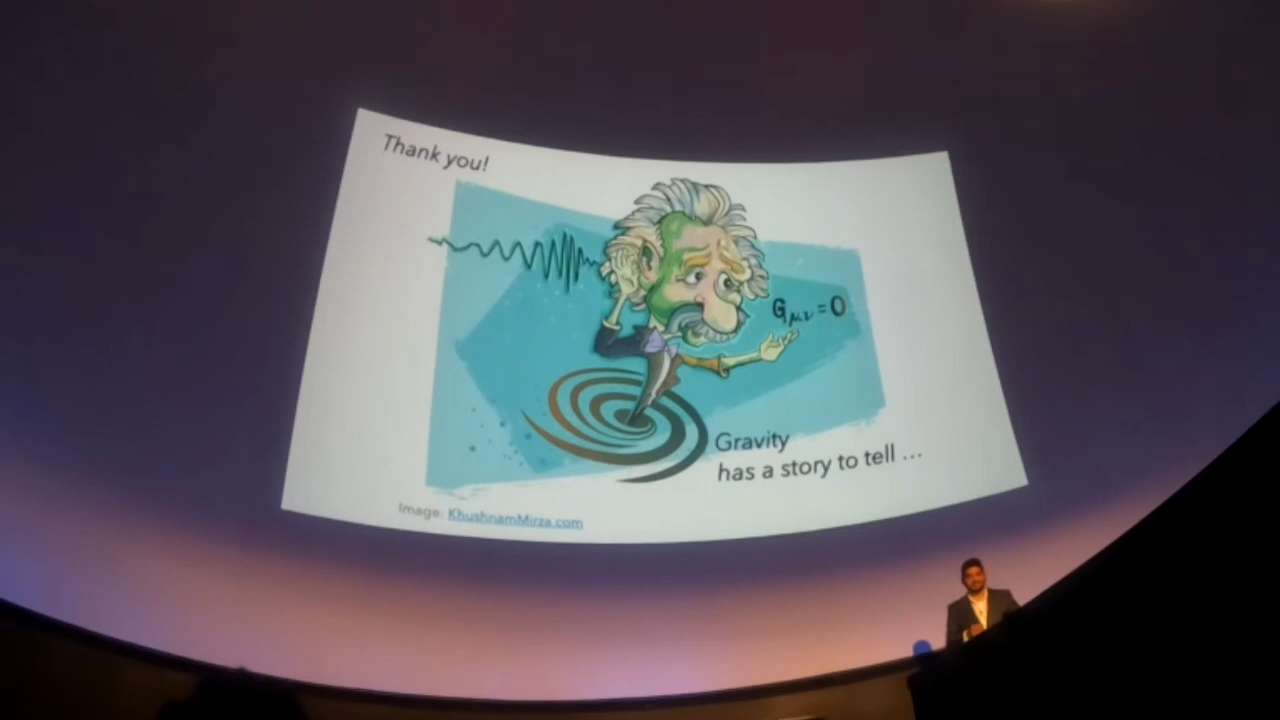 Thank you!
Gμν = 0
Gravity
has a story to tell ...
Image: KhushnamMirza.com